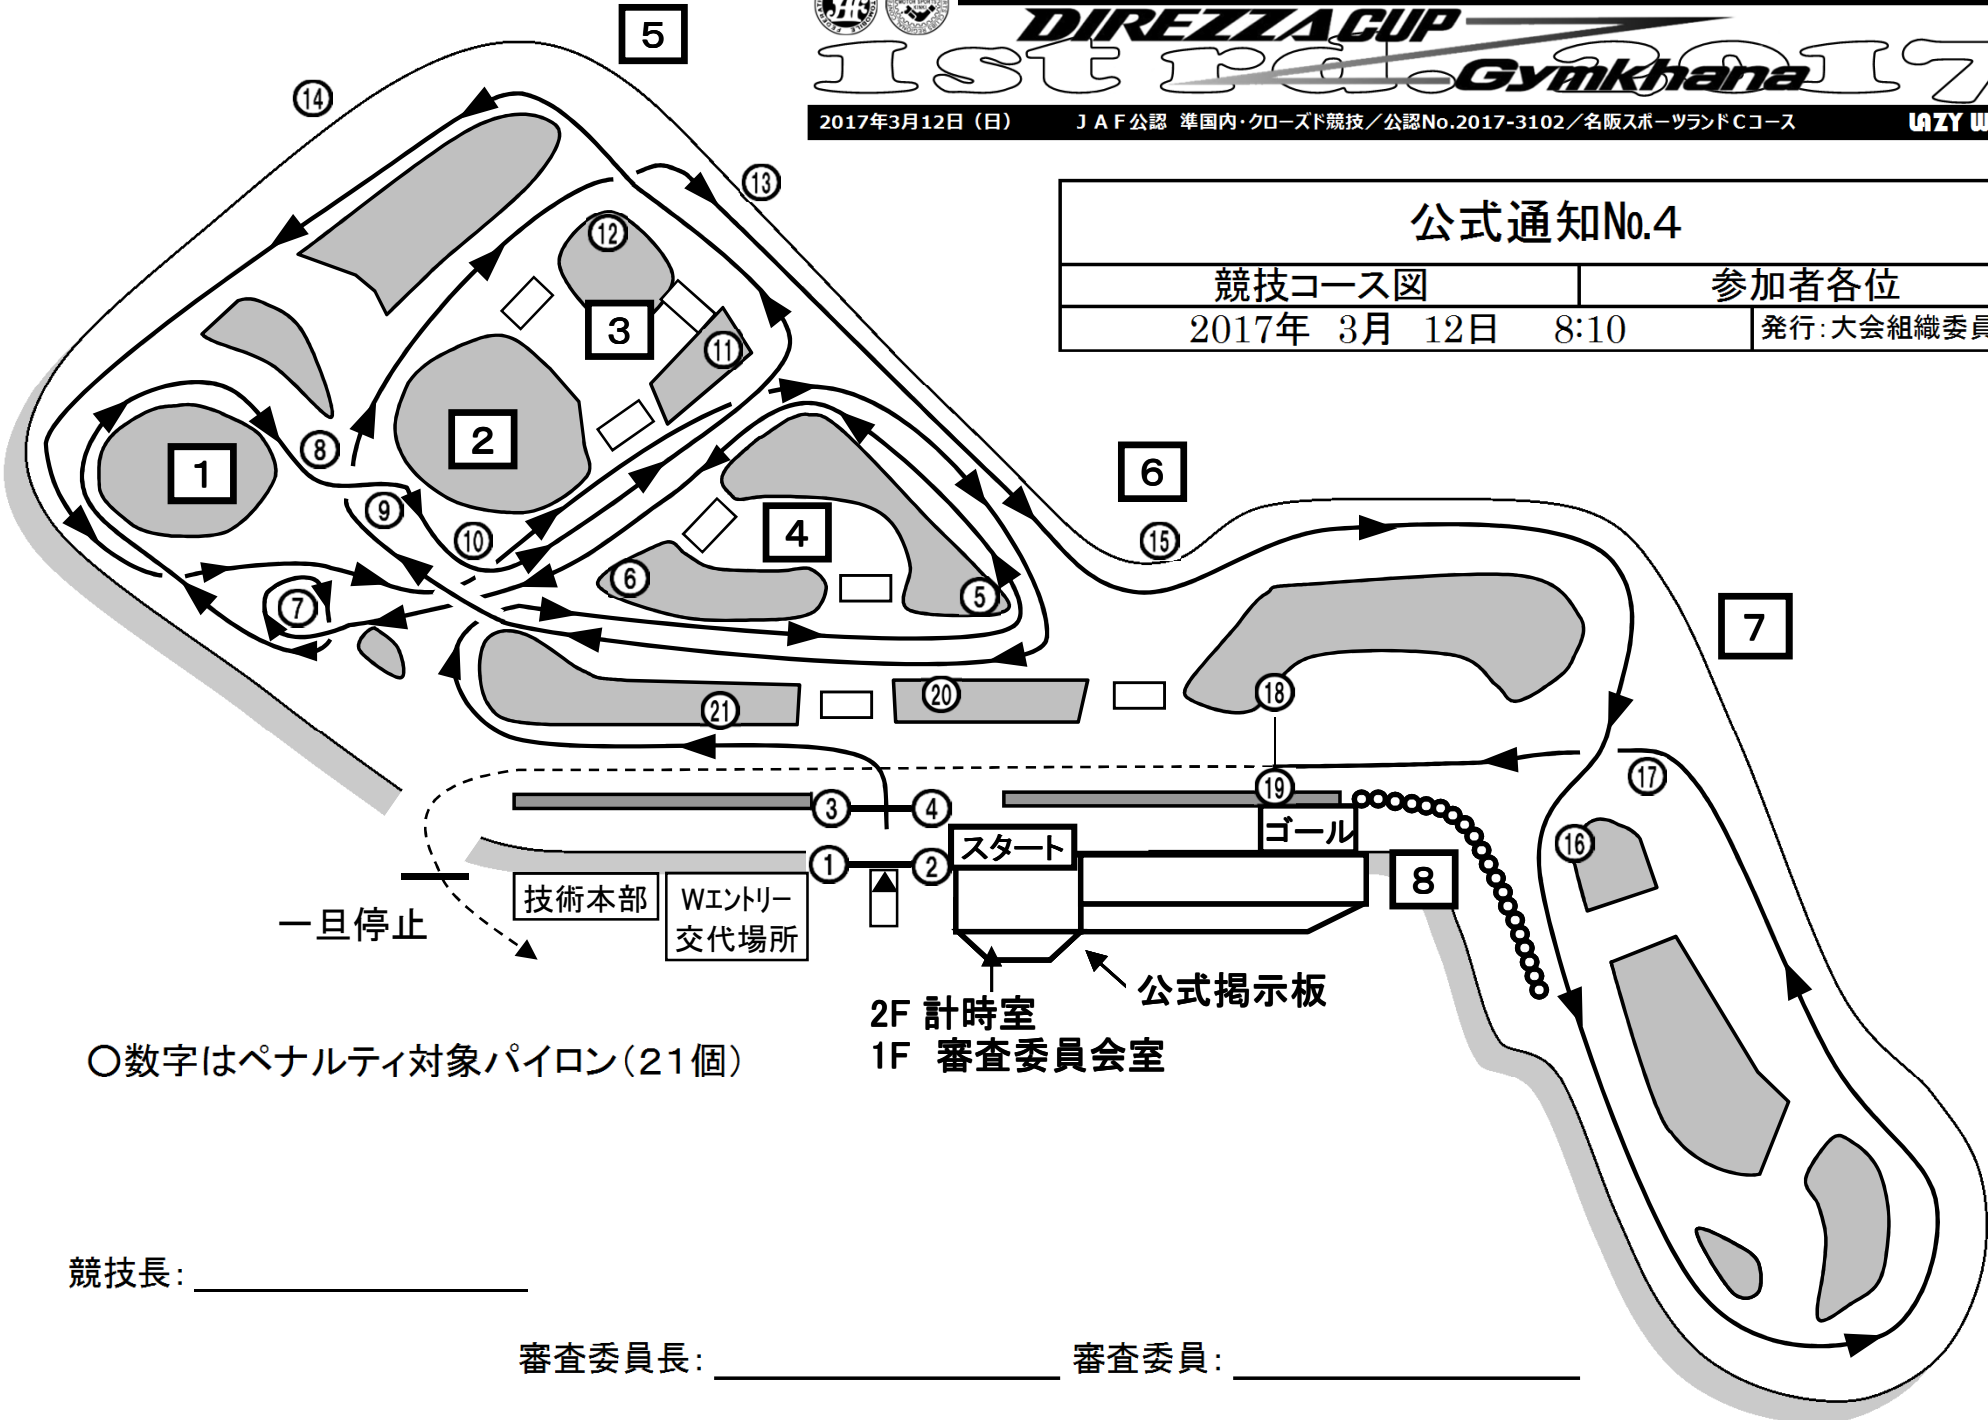 DIREZZA CUP
1st rd. 2017
Gymkhana
2017年3月12日（日） ＪＡＦ公認 準国内・クローズド競技／公認No.2017-3102／名阪スポーツランドＣコース LAZY W
公式通知№4
競技コース図 参加者各位
2017年 3月 12日 8:10 発行：大会組織委員
5
⑭
⑬
⑫
3
⑪
2
⑧
1
6
⑨
⑩
4
⑮
⑥
⑤
⑦
7
⑱
⑳
㉑
⑰
⑲
③ ④
ゴール
スタート
⑯
① ②
8
技術本部
Wエントリー
交代場所
一旦停止
公式掲示板
2F 計時室
1F 審査委員会室
〇数字はペナルティ対象パイロン（21個）
競技長：
審査委員長： 審査委員：